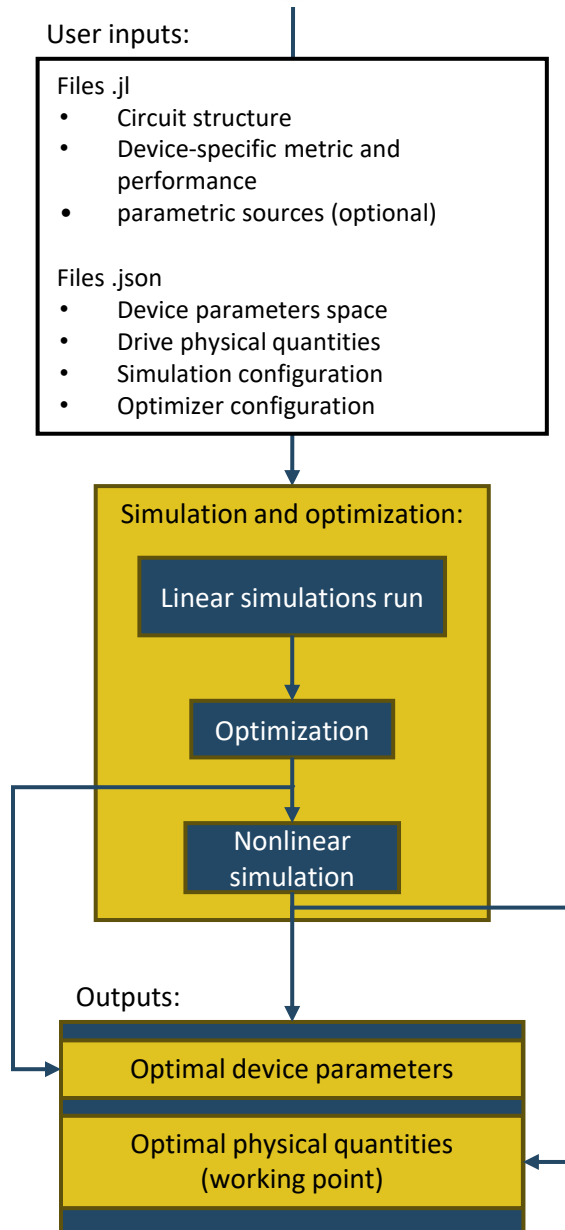 User inputs:
Files .jl
• Circuit structure
• Device-specific metric and
performance
• parametric sources (optional)
Files .json
• Device parameters space
• Drive physical quantities
• Simulation configuration
• Optimizer configuration
Simulation and optimization:
Linear simulations run
Optimization
Nonlinear
simulation
Outputs:
Optimal device parameters
Optimal physical quantities
(working point)